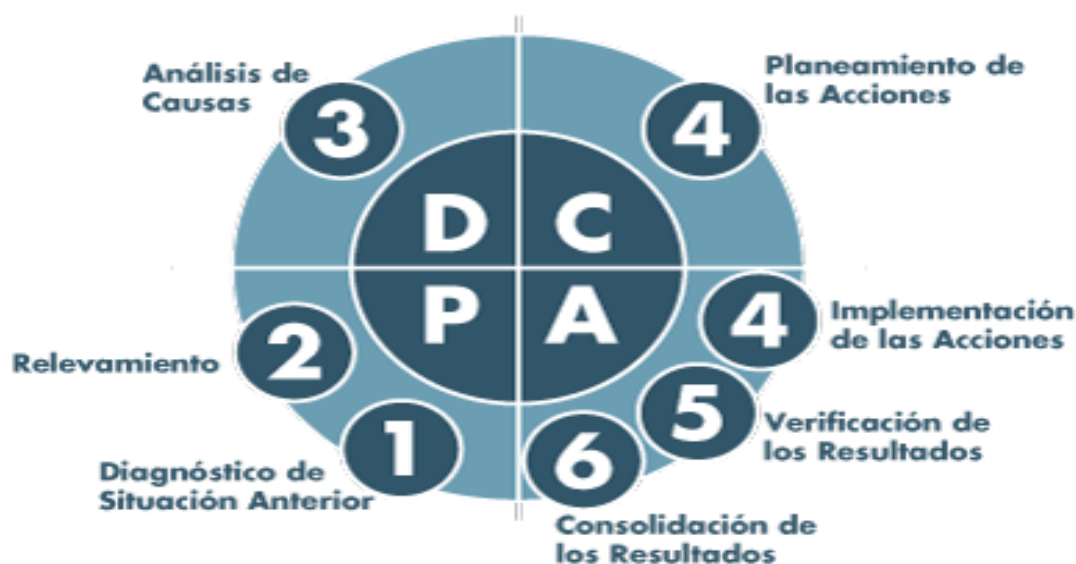 Análisis de
Causas
3
Planeamiento de
las Acciones
4
D C
P A
2
Relevamiento
1
Diagnóstico de
Situación Anterior
4
Implementación
de las Acciones
5
Verificación de
los Resultados
6
Consolidación de
los Resultados